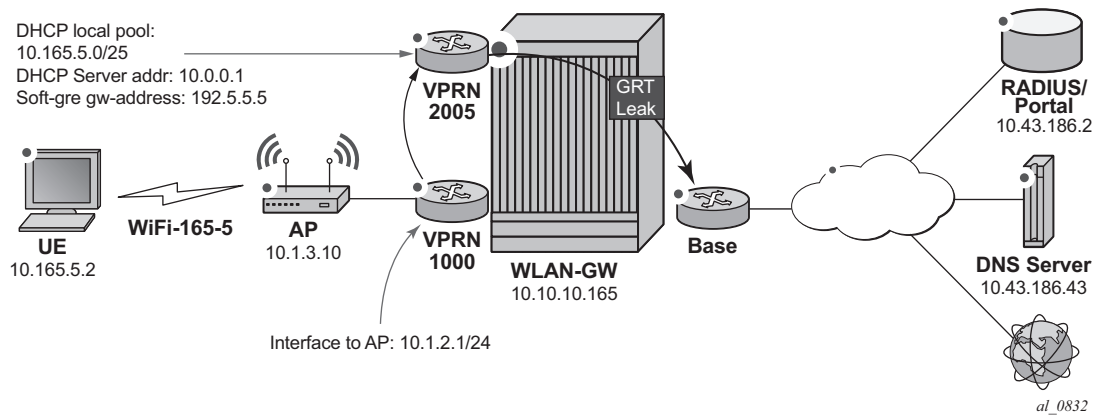 DHCP local pool:
10.165.5.0/25
DHCP Server addr: 10.0.0.1
Soft-gre gw-address: 192.5.5.5
VPRN
2005
GRT
Leak
RADIUS/
Portal
10.43.186.2
UE
10.165.5.2
WiFi-165-5
AP
10.1.3.10
VPRN
1000
WLAN-GW
10.10.10.165
Base
DNS Server
10.43.186.43
Interface to AP: 10.1.2.1/24
al_0832